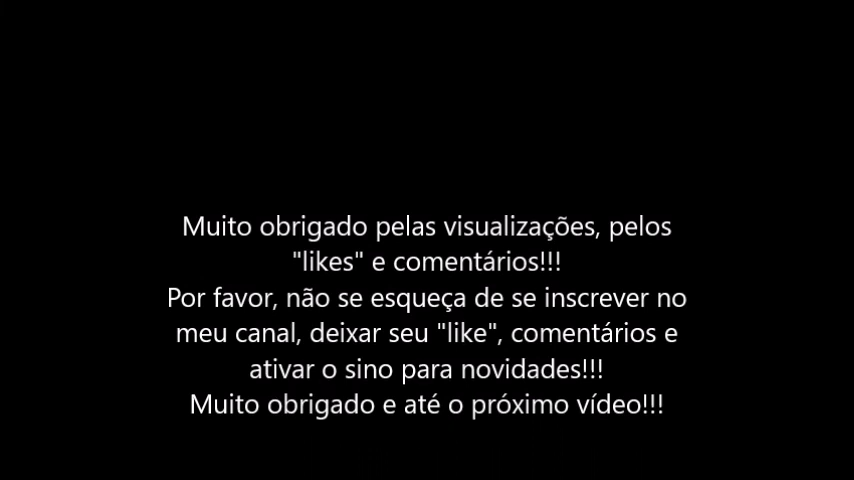 Muito obrigado pelas visualizações, pelos
"likes" e comentários!!!
Por favor, não se esqueça de se inscrever no
meu canal, deixar seu "like", comentários e
ativar o sino para novidades!!!
Muito obrigado e até o próximo vídeo!!!